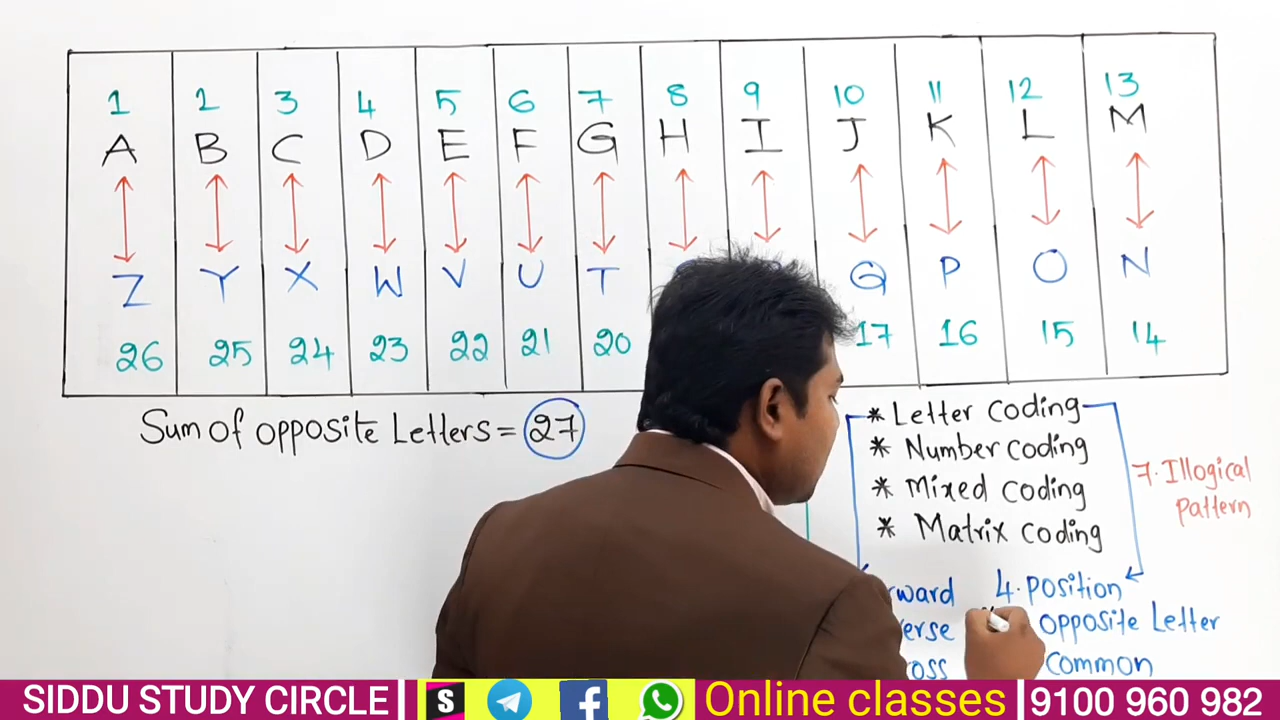 1 2 3 4 5 6 7 8 9 10 11 12 13
A B C D E F G H I J K L M
Z Y X W V U T Q P O N
26 25 24 23 22 21 20 17 16 15 14
Sum of opposite Letters = 27
* Letter coding
* Number coding
* Mixed coding
* Matrix coding
7. Illogical
pattern
4. position
opposite Letter
common
SIDDU STUDY CIRCLE S Online classes 9100 960 982